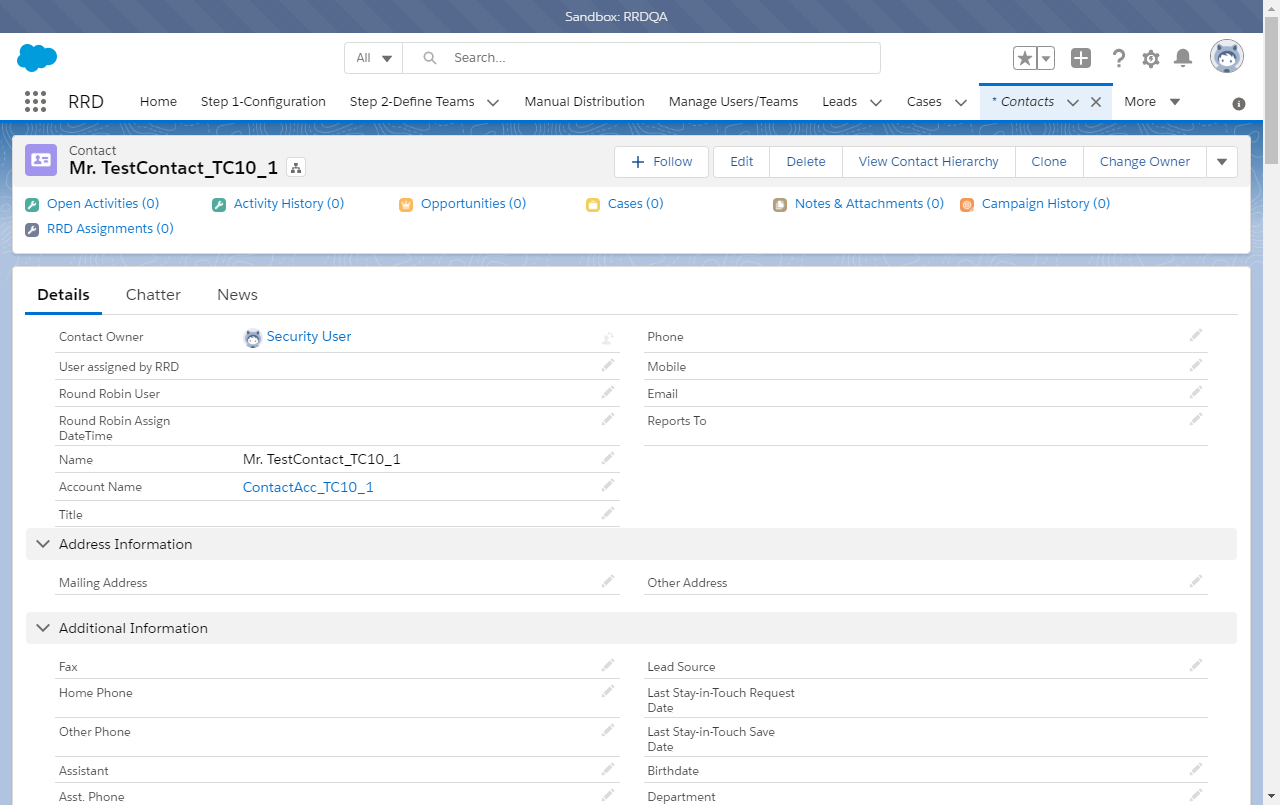 Sandbox: RRDQA
All Search...
RRD Home Step 1-Configuration Step 2-Define Teams Manual Distribution Manage Users/Teams Leads Cases * Contacts More
Contact
Mr. TestContact_TC10_1
Follow Edit Delete View Contact Hierarchy Clone Change Owner
Open Activities (0) Activity History (0) Opportunities (0) Cases (0) Notes & Attachments (0) Campaign History (0)
RRD Assignments (0)
Details Chatter News
Contact Owner Security User Phone
User assigned by RRD Mobile
Round Robin User Email
Round Robin Assign DateTime Reports To
Name Mr. TestContact_TC10_1
Account Name ContactAcc_TC10_1
Title
Address Information
Mailing Address Other Address
Additional Information
Fax Lead Source
Home Phone Last Stay-in-Touch Request Date
Other Phone Last Stay-in-Touch Save Date
Assistant Birthdate
Asst. Phone Department